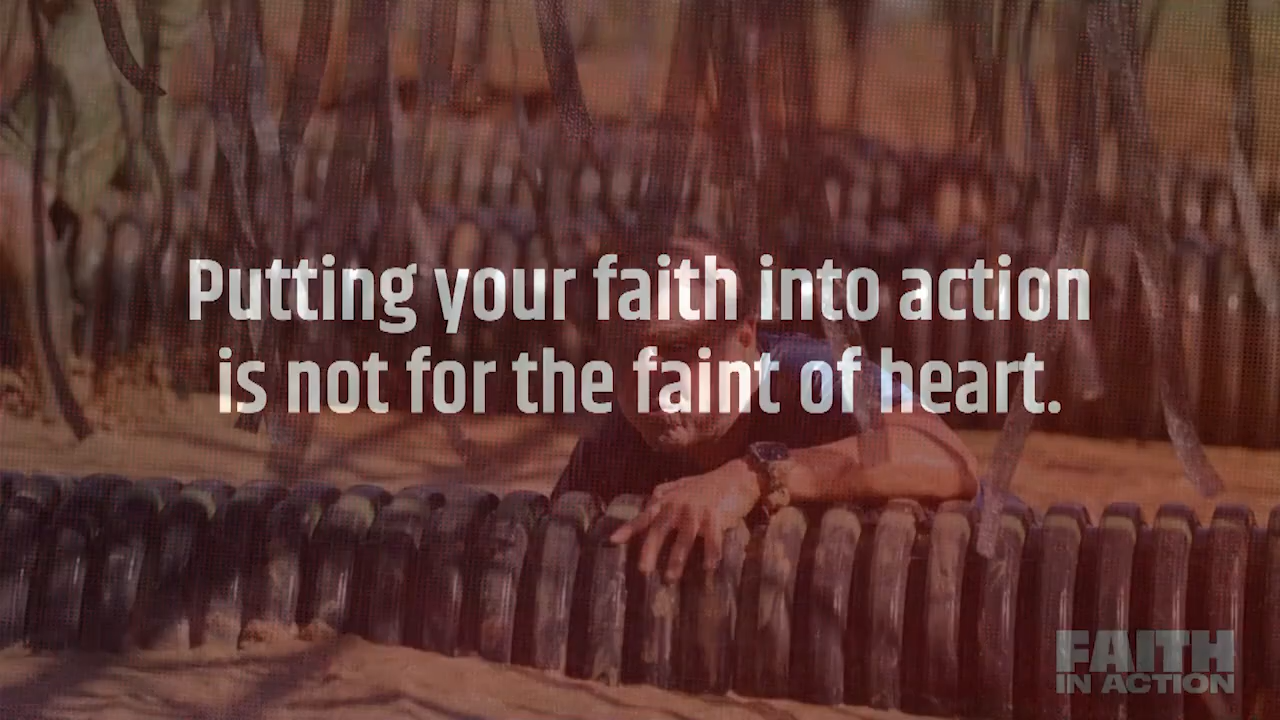 Putting your faith into action
is not for the faint of heart.
FAITH
IN ACTION